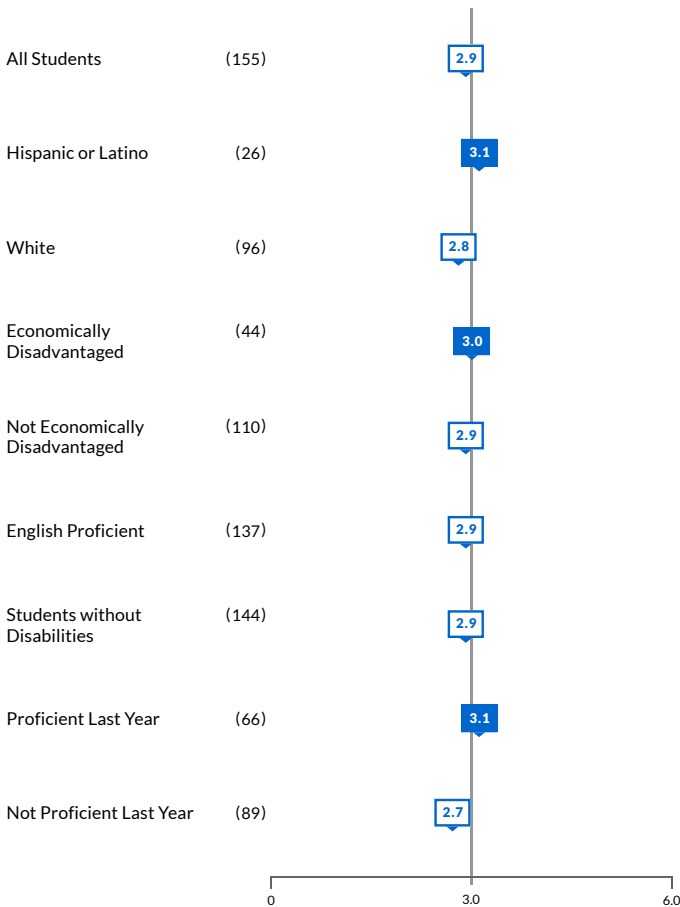 All Students (155) 2.9
Hispanic or Latino (26) 3.1
White (96) 2.8
Economically (44)
Disadvantaged
3.0
Not Economically (110)
Disadvantaged
2.9
English Proficient (137) 2.9
Students without (144)
Disabilities
2.9
Proficient Last Year (66) 3.1
Not Proficient Last Year (89) 2.7
0 3.0 6.0